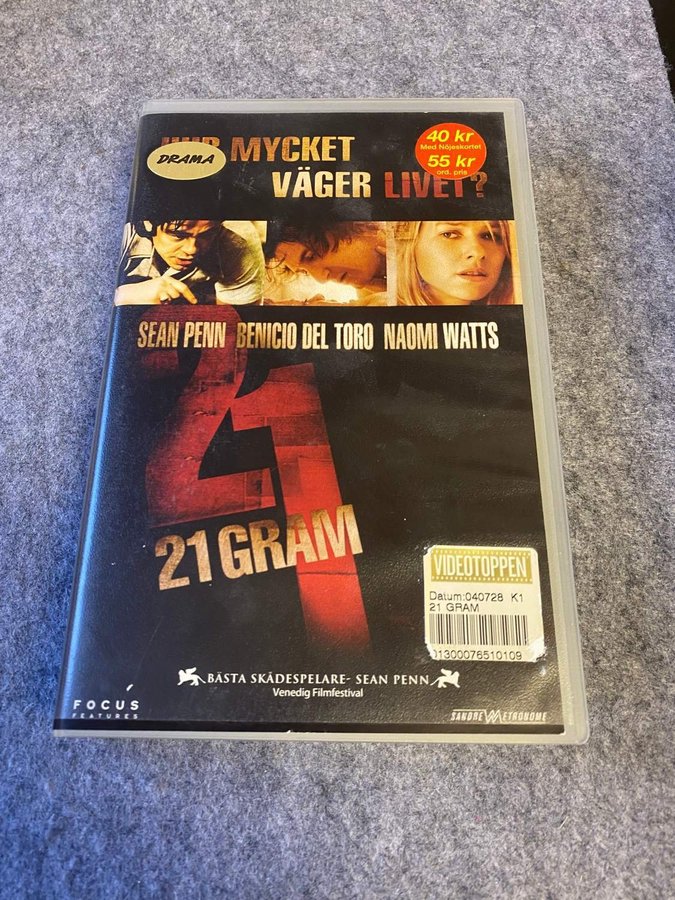 DRAMA
MYCKET
VÄGER LIVET?
40 kr
Med Nöjeskortet
55 kr
ord. pris
SEAN PENN BENICIO DEL TORO NAOMI WATTS
21
21 GRAM
VIDEOTOPPEN
Datum:040728 K1
21 GRAM
01300076510109
BÄSTA SKÅDESPELARE- SEAN PENN
Venedig Filmfestival
FOCUS
FEATURES
SANDREW METRONOME